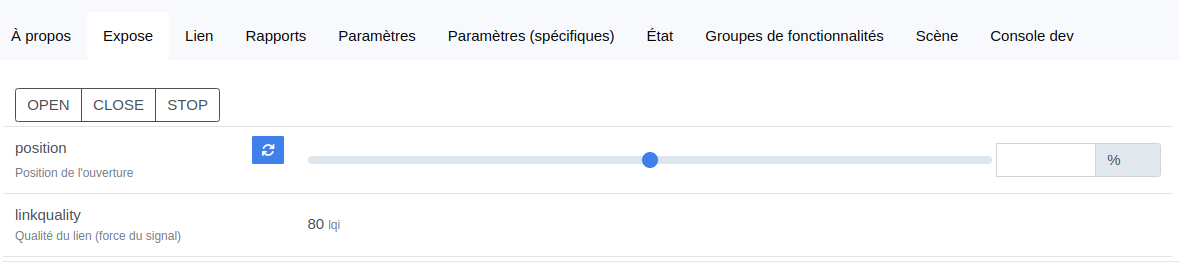 À propos Expose Lien Rapports Paramètres Paramètres (spécifiques) État Groupes de fonctionnalités Scène Console dev
OPEN CLOSE STOP
position
%
Position de l'ouverture
linkquality
80 lqi
Qualité du lien (force du signal)